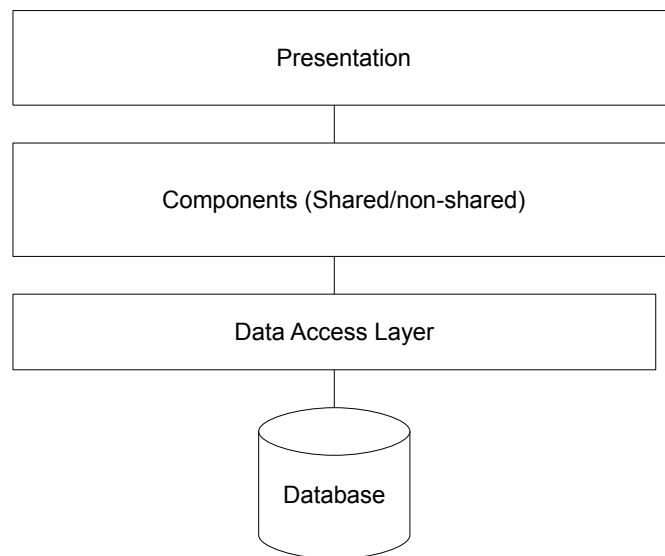 Presentation
Components (Shared/non-shared)
Data Access Layer
Database